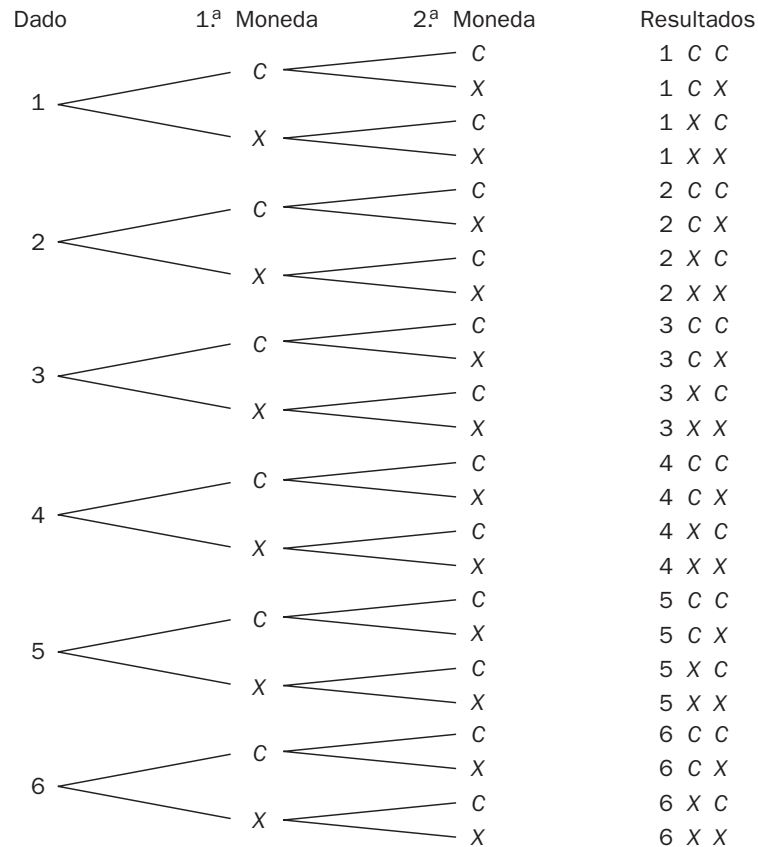 Dado 1.ª Moneda 2.ª Moneda Resultados
C 1 C C
C
X 1 C X
1
C 1 X C
X
X 1 X X
C 2 C C
C
X 2 C X
2
C 2 X C
X
X 2 X X
C 3 C C
C
X 3 C X
3
C 3 X C
X
X 3 X X
C 4 C C
C
X 4 C X
4
C 4 X C
X
X 4 X X
C 5 C C
C
X 5 C X
5
C 5 X C
X
X 5 X X
C 6 C C
C
X 6 C X
6
C 6 X C
X
X 6 X X